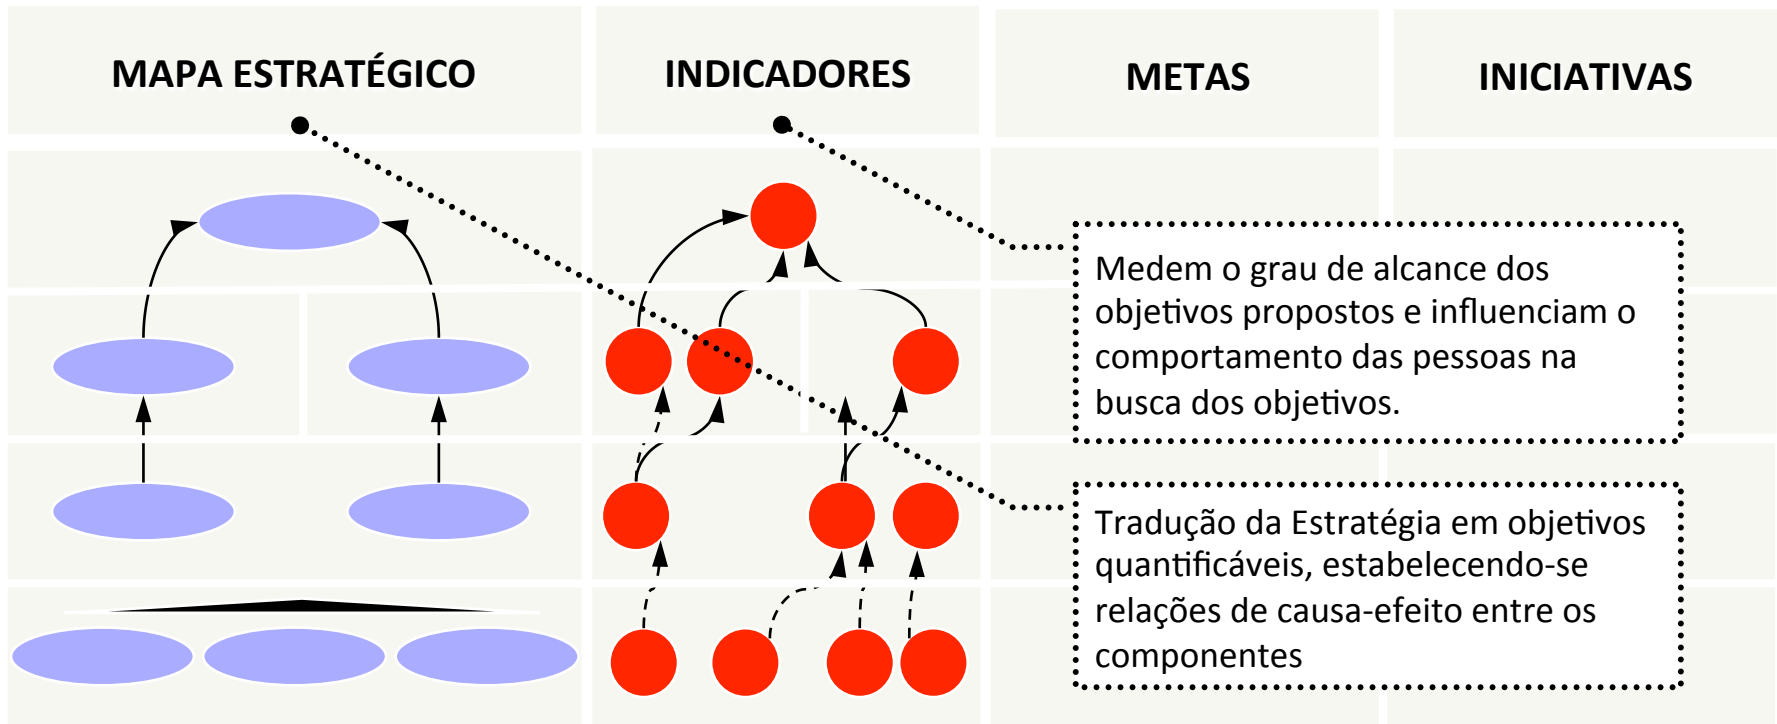 MAPA ESTRATÉGICO
INDICADORES
METAS
INICIATIVAS
Medem o grau de alcance dos
objetivos propostos e influenciam o
comportamento das pessoas na
busca dos objetivos.
Tradução da Estratégia em objetivos
quantificáveis, estabelecendo-se
relações de causa-efeito entre os
componentes